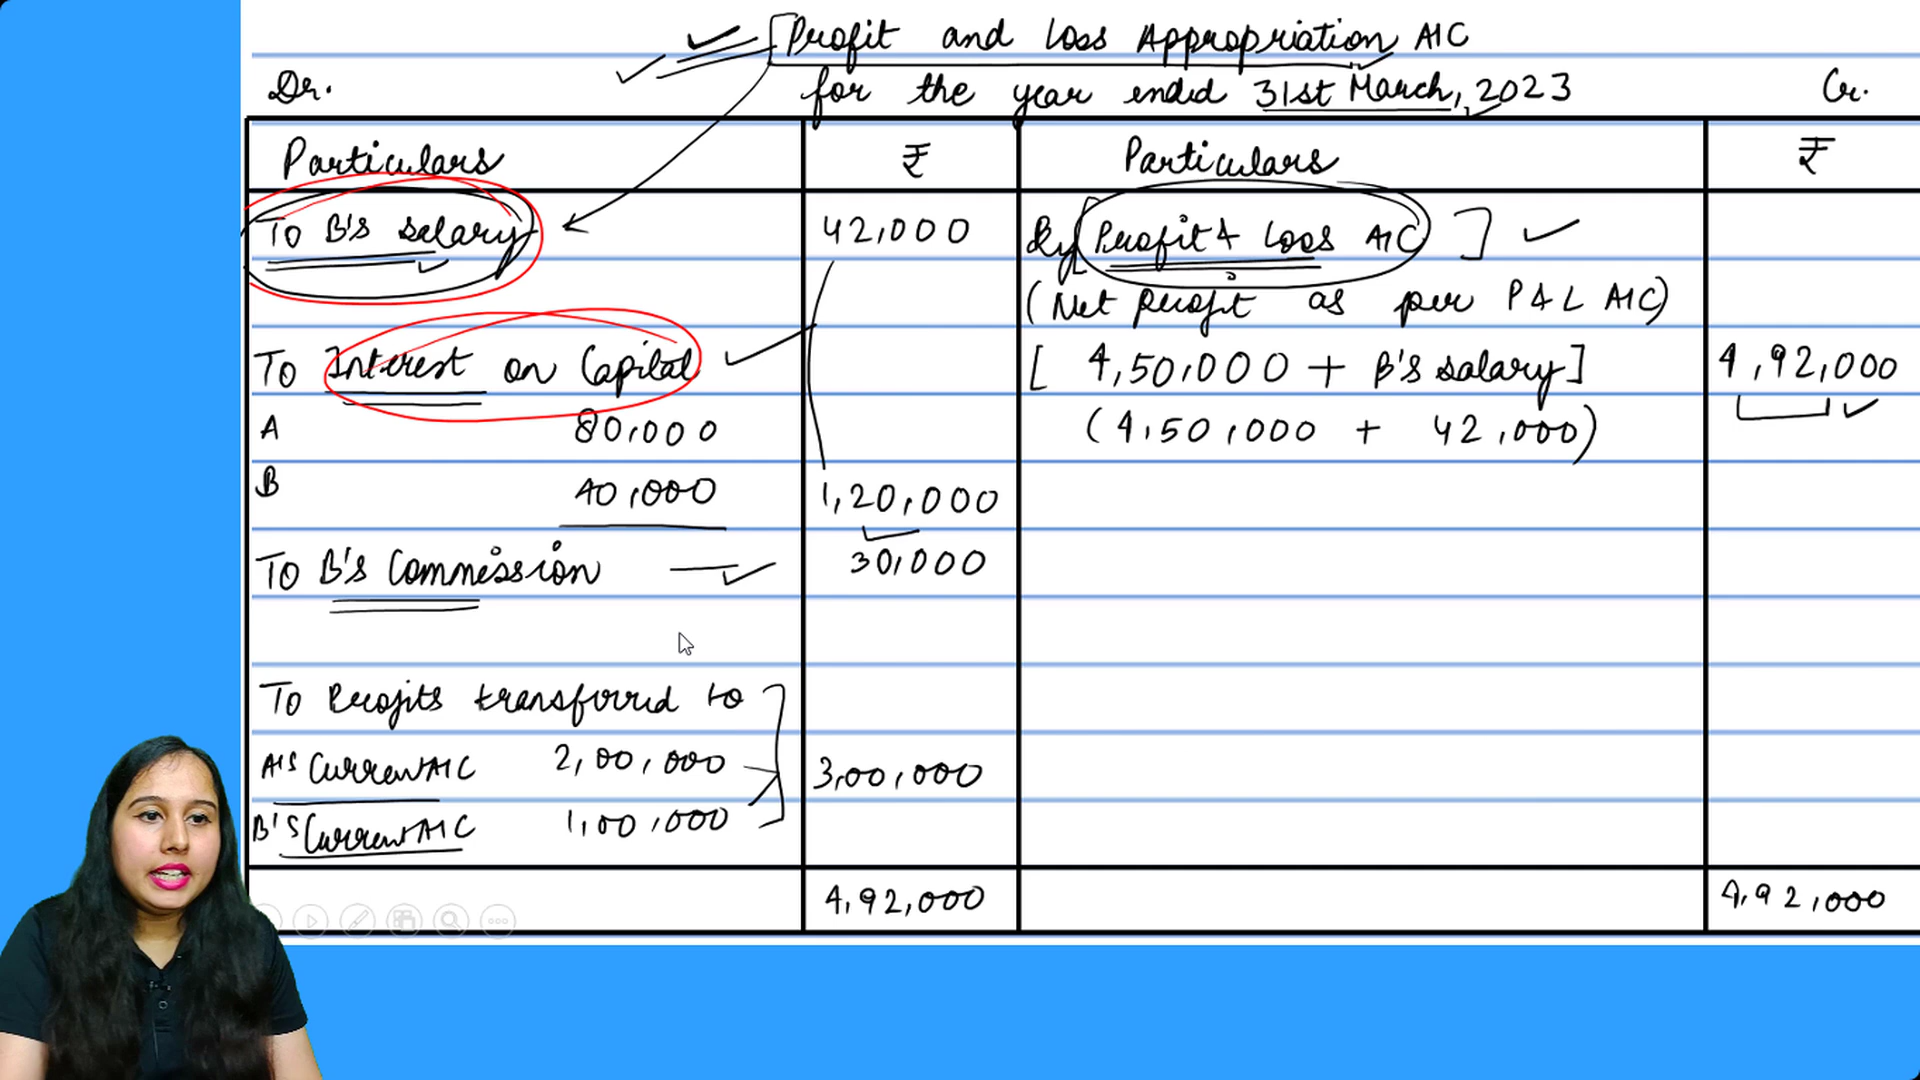 Profit and Loss Appropriation A/C
Dr. for the year ended 31st March, 2023 Cr.
Particulars ₹ Particulars ₹
To B's salary 42,000 By Profit & Loss A/C
(Net Profit as per P & L A/C)
To Interest on Capital [ 4,50,000 + B's salary ] 4,92,000
A 80,000 ( 4,50,000 + 42,000)
B 40,000 1,20,000
To B's Commission 30,000
To Profits transferred to
A's Current A/C 2,00,000 3,00,000
B's Current A/C 1,00,000
4,92,000 4,92,000